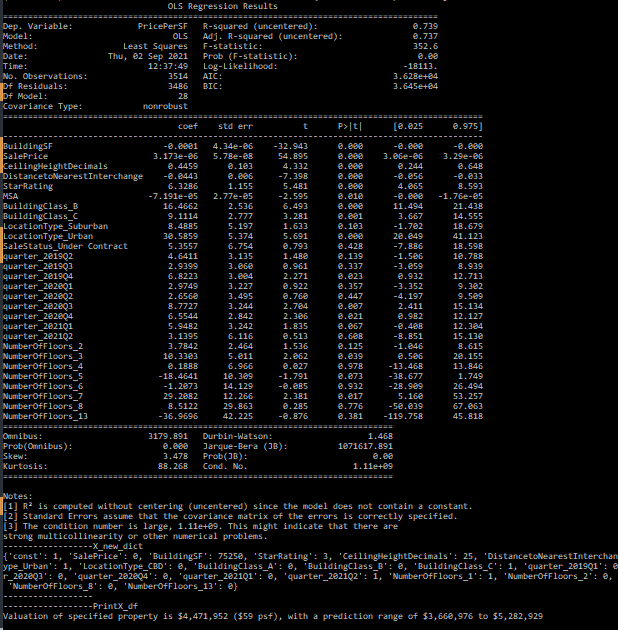 OLS Regression Results
Dep. Variable: PricePerSF R-squared (uncentered): 0.739
Model: OLS Adj. R-squared (uncentered): 0.737
Method: Least Squares F-statistic: 352.6
Date: Thu, 02 Sep 2021 Prob (F-statistic): 0.00
Time: 12:37:49 Log-Likelihood: -18113.
No. Observations: 3514 AIC: 3.628e+04
Df Residuals: 3486 BIC: 3.645e+04
Df Model: 28
Covariance Type: nonrobust
coef std err t P>|t| [0.025 0.975]
BuildingSF -0.0001 4.34e-06 -32.943 0.000 -0.000 -0.000
SalePrice 3.173e-06 5.78e-08 54.895 0.000 3.06e-06 3.29e-06
CeilingHeightDecimals 0.4459 0.103 4.332 0.000 0.244 0.648
DistancetoNearestInterchange -0.0443 0.006 -7.398 0.000 -0.056 -0.033
StarRating 6.3286 1.155 5.481 0.000 4.065 8.593
MSA -7.191e-05 2.77e-05 -2.595 0.010 -0.000 -1.76e-05
BuildingClass_B 16.4662 2.536 6.493 0.000 11.494 21.438
BuildingClass_C 9.1114 2.777 3.281 0.001 3.667 14.555
LocationType_Suburban 8.4885 5.197 1.633 0.103 -1.702 18.679
LocationType_Urban 30.5859 5.374 5.691 0.000 20.049 41.123
SaleStatus_Under Contract 5.3557 6.754 0.793 0.428 -7.886 18.598
quarter_2019Q2 4.6411 3.135 1.480 0.139 -1.506 10.788
quarter_2019Q3 2.9399 3.060 0.961 0.337 -3.059 8.939
quarter_2019Q4 6.8223 3.004 2.271 0.023 0.932 12.713
quarter_2020Q1 2.9749 3.227 0.922 0.357 -3.352 9.302
quarter_2020Q2 2.6560 3.495 0.760 0.447 -4.197 9.509
quarter_2020Q3 8.7727 3.244 2.704 0.007 2.411 15.134
quarter_2020Q4 6.5544 2.842 2.306 0.021 0.982 12.127
quarter_2021Q1 5.9482 3.242 1.835 0.067 -0.408 12.304
quarter_2021Q2 3.1395 6.116 0.513 0.608 -8.851 15.130
NumberOfFloors_2 3.7842 2.464 1.536 0.125 -1.046 8.615
NumberOfFloors_3 10.3303 5.011 2.062 0.039 0.506 20.155
NumberOfFloors_4 0.1888 6.966 0.027 0.978 -13.468 13.846
NumberOfFloors_5 -18.4641 10.309 -1.791 0.073 -38.677 1.749
NumberOfFloors_6 -1.2073 14.129 -0.085 0.932 -28.909 26.494
NumberOfFloors_7 29.2082 12.266 2.381 0.017 5.160 53.257
NumberOfFloors_8 8.5122 29.863 0.285 0.776 -50.039 67.063
NumberOfFloors_13 -36.9696 42.225 -0.876 0.381 -119.758 45.818
Omnibus: 3179.891 Durbin-Watson: 1.468
Prob(Omnibus): 0.000 Jarque-Bera (JB): 1071617.891
Skew: 3.478 Prob(JB): 0.00
Kurtosis: 88.268 Cond. No. 1.11e+09
Notes:
[1] R² is computed without centering (uncentered) since the model does not contain a constant.
[2] Standard Errors assume that the covariance matrix of the errors is correctly specified.
[3] The condition number is large, 1.11e+09. This might indicate that there are
strong multicollinearity or other numerical problems.
------------------X_new_dict
{'const': 1, 'SalePrice': 0, 'BuildingSF': 75250, 'StarRating': 3, 'CeilingHeightDecimals': 25, 'DistancetoNearestInterchan
ype_Urban': 1, 'LocationType_CBD': 0, 'BuildingClass_A': 0, 'BuildingClass_B': 0, 'BuildingClass_C': 1, 'quarter_2019Q1': 0
r_2020Q3': 0, 'quarter_2020Q4': 0, 'quarter_2021Q1': 0, 'quarter_2021Q2': 1, 'NumberOfFloors_1': 1, 'NumberOfFloors_2': 0,
'NumberOfFloors_8': 0, 'NumberOfFloors_13': 0}
------------------
------------------PrintX_df
Valuation of specified property is $4,471,952 ($59 psf), with a prediction range of $3,660,976 to $5,282,929